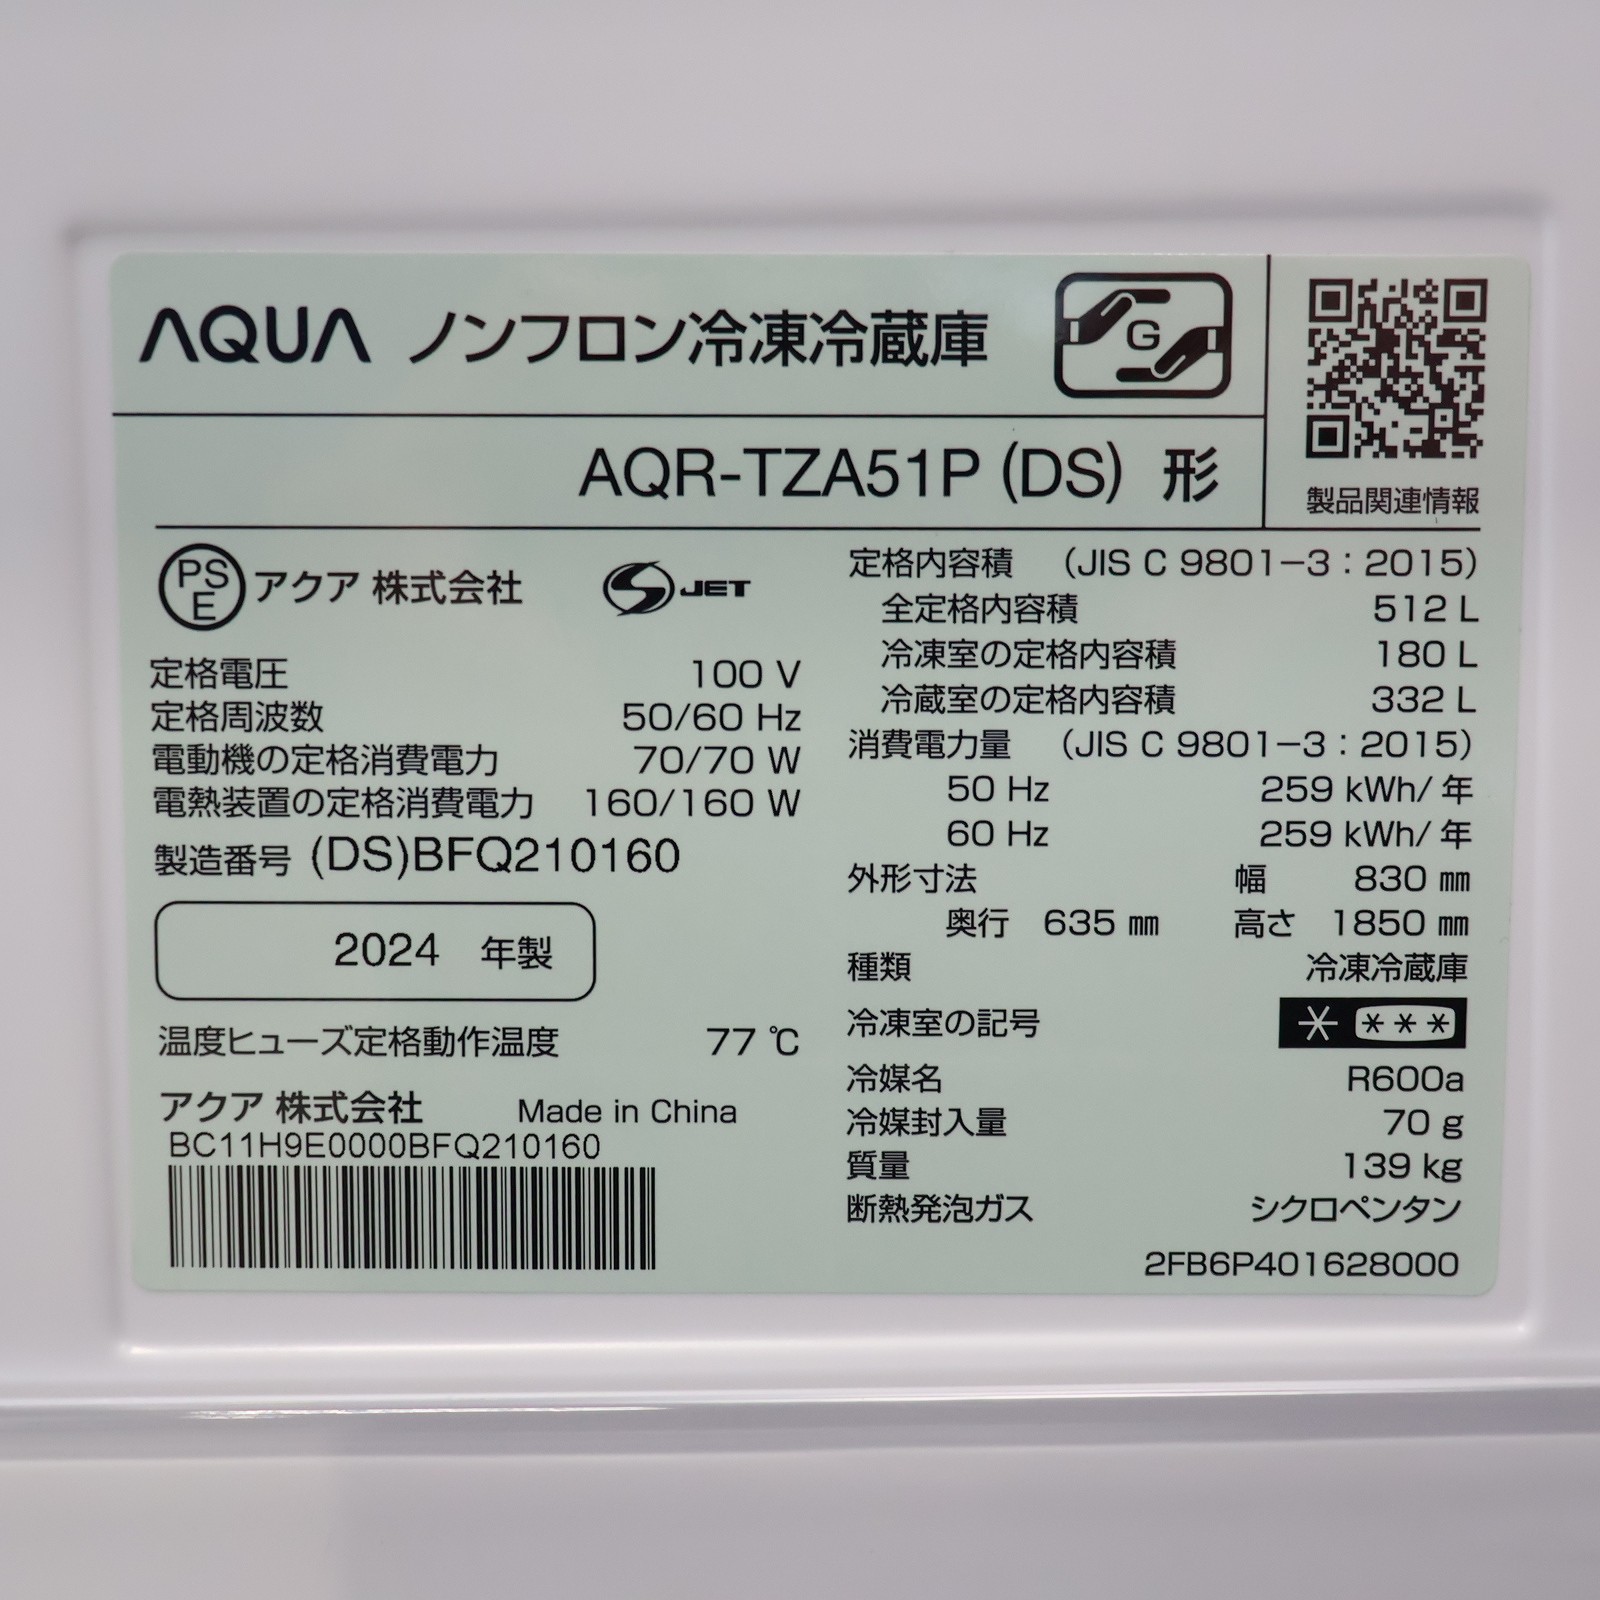 AQUA ノンフロン冷凍冷蔵庫
G
AQR-TZA51P (DS) 形
製品関連情報
PSE アクア 株式会社 S JET
定格電圧 100 V
定格周波数 50/60 Hz
電動機の定格消費電力 70/70 W
電熱装置の定格消費電力 160/160 W
製造番号 (DS)BFQ210160
2024 年製
温度ヒューズ定格動作温度 77 ℃
アクア 株式会社 Made in China
BC11H9E0000BFQ210160
定格内容積 (JIS C 9801-3：2015)
全定格内容積 512 L
冷凍室の定格内容積 180 L
冷蔵室の定格内容積 332 L
消費電力量 (JIS C 9801-3：2015)
50 Hz 259 kWh/年
60 Hz 259 kWh/年
外形寸法 幅 830 ㎜
奥行 635 ㎜ 高さ 1850 ㎜
種類 冷凍冷蔵庫
冷凍室の記号 * ***
冷媒名 R600a
冷媒封入量 70 g
質量 139 kg
断熱発泡ガス シクロペンタン
2FB6P401628000